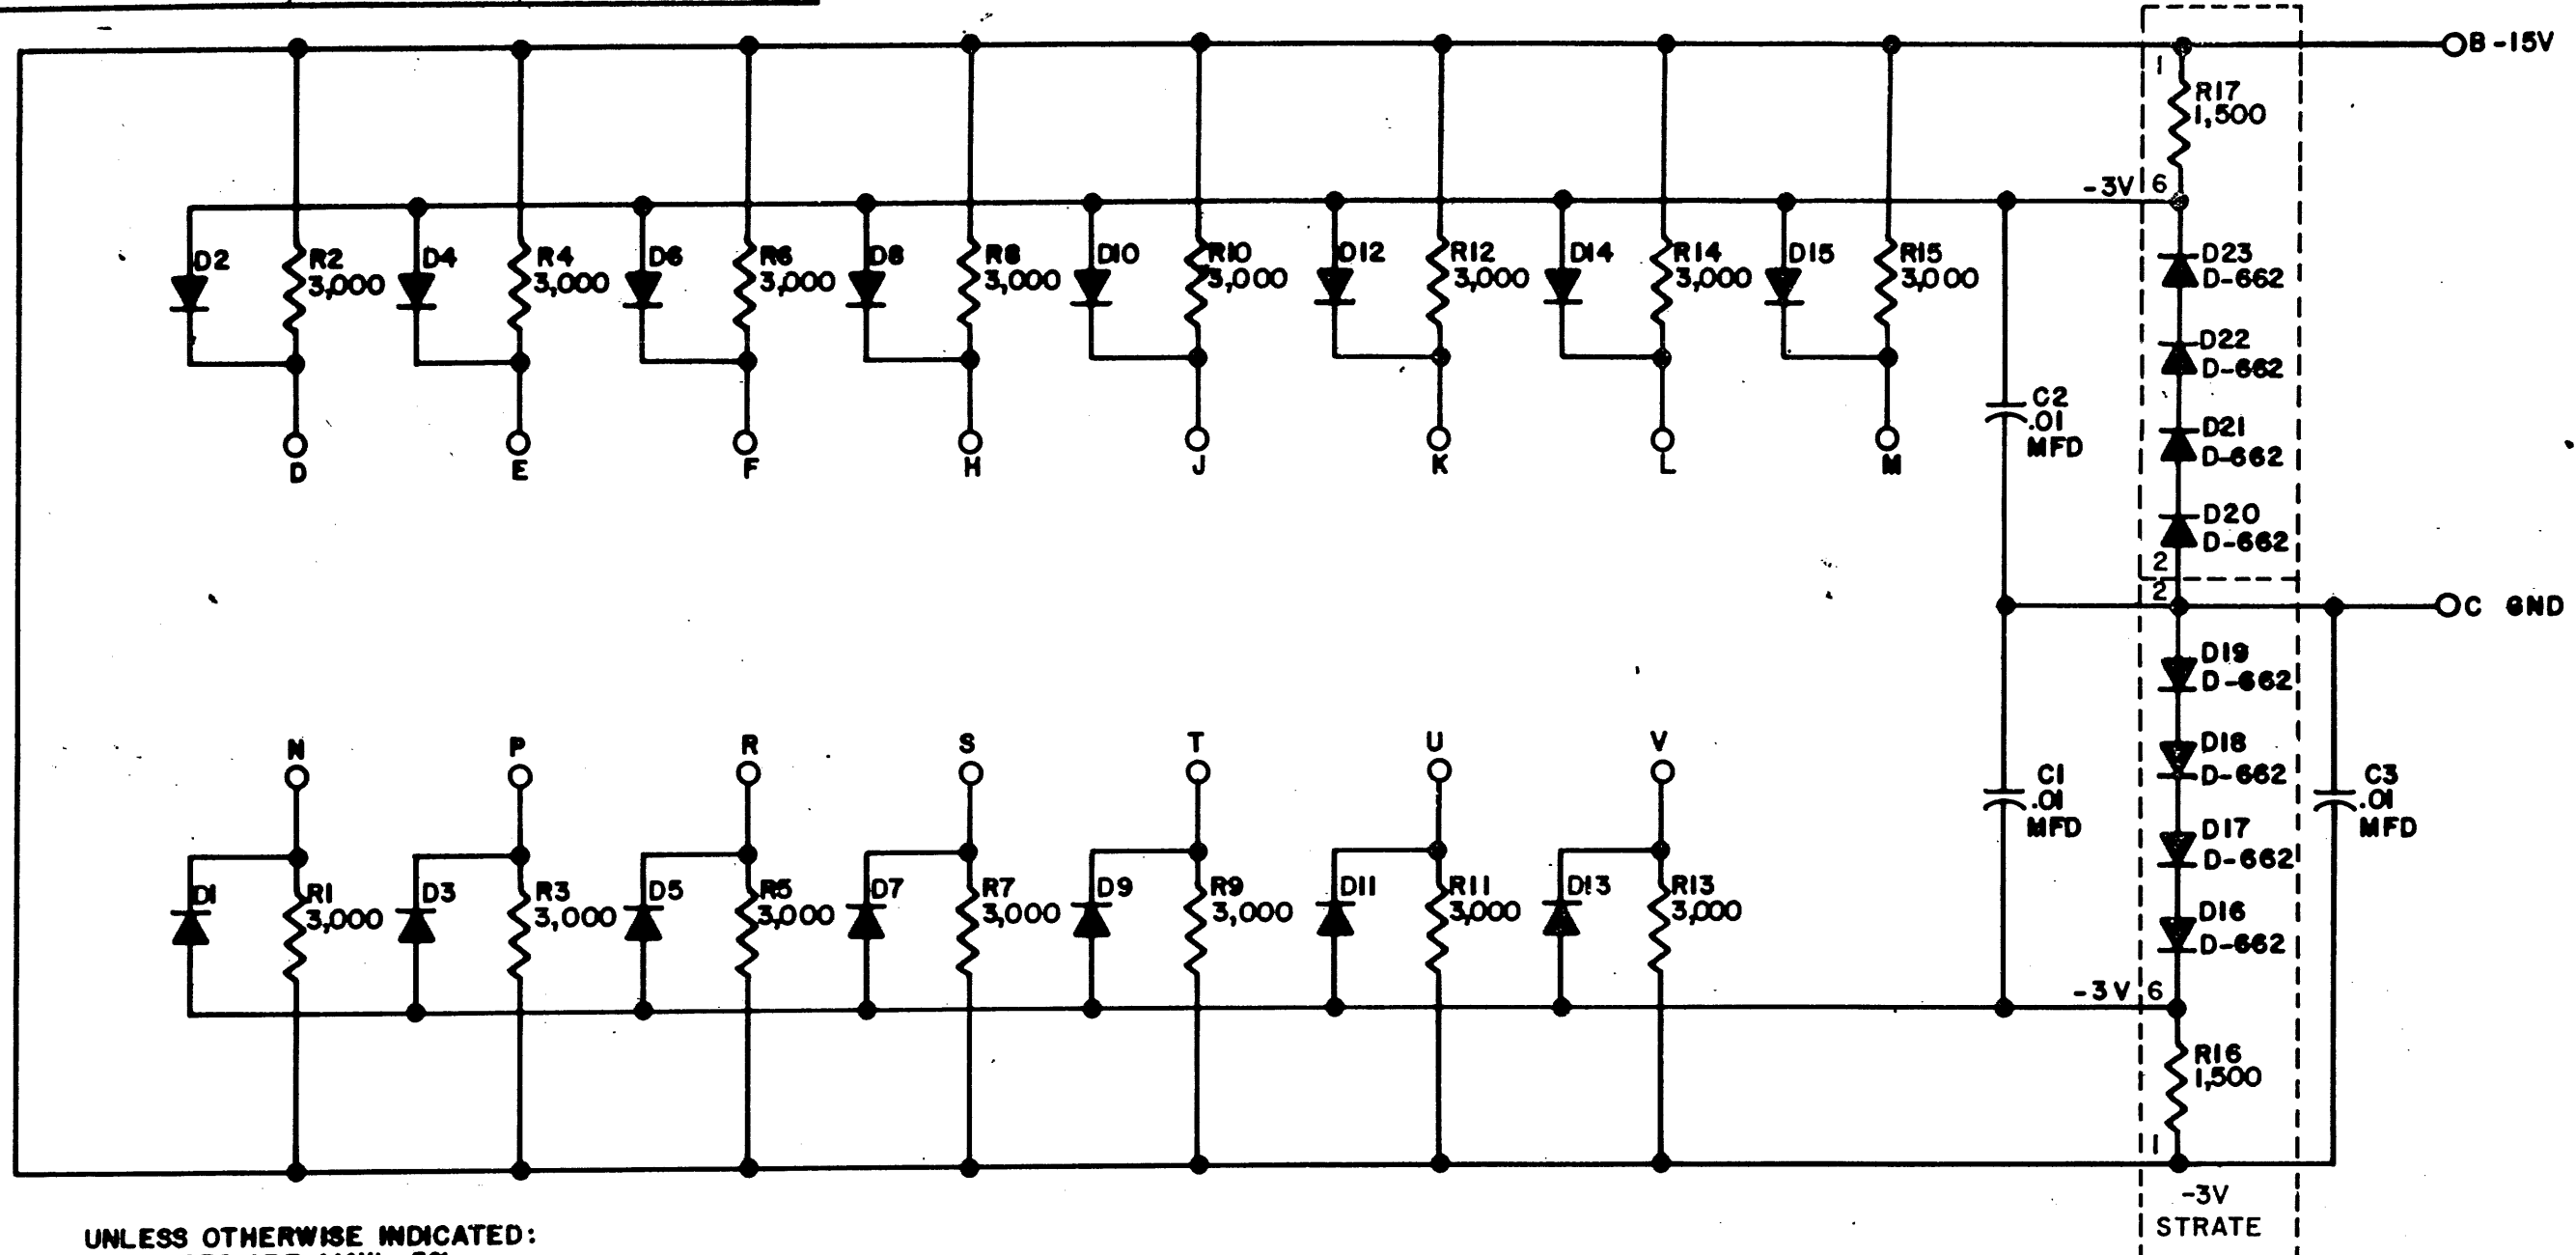 B -15V
1
R17
1,500
-3V 6
D2 R2 3,000
D4 R4 3,000
D6 R6 3,000
D8 R8 3,000
D10 R10 3,000
D12 R12 3,000
D14 R14 3,000
D15 R15 3,000
D23
D-662
D22
D-662
C2
.01
MFD
D21
D-662
D E F H J K L M
D20
D-662
2
2
C GND
D19
D-662
N P R S T U V
D18
D-662
C1
.01
MFD
C3
.01
MFD
D17
D-662
D1 R1 3,000
D3 R3 3,000
D5 R5 3,000
D7 R7 3,000
D9 R9 3,000
D11 R11 3,000
D13 R13 3,000
D16
D-662
-3V 6
R16
1,500
1
-3V
STRATE
UNLESS OTHERWISE INDICATED: